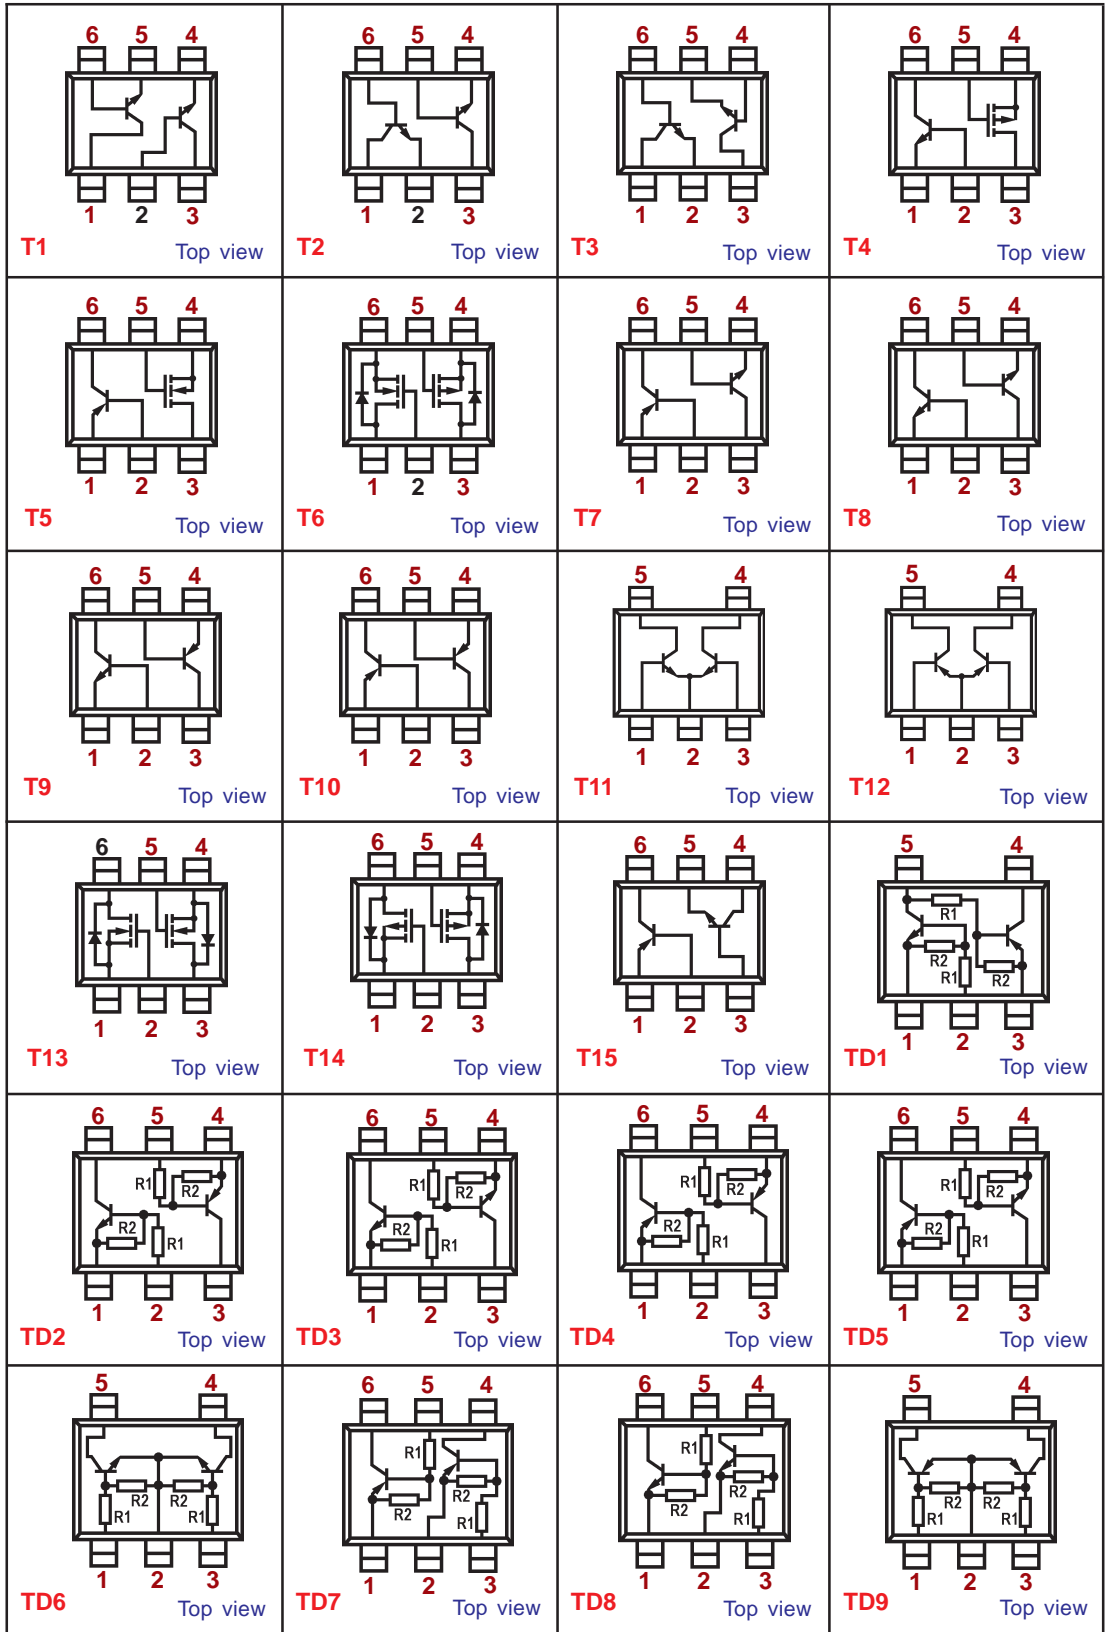 6 5 4
1 2 3
T1 Top view
6 5 4
1 2 3
T2 Top view
6 5 4
1 2 3
T3 Top view
6 5 4
1 2 3
T4 Top view
6 5 4
1 2 3
T5 Top view
6 5 4
1 2 3
T6 Top view
6 5 4
1 2 3
T7 Top view
6 5 4
1 2 3
T8 Top view
6 5 4
1 2 3
T9 Top view
6 5 4
1 2 3
T10 Top view
5 4
1 2 3
T11 Top view
5 4
1 2 3
T12 Top view
6 5 4
1 2 3
T13 Top view
6 5 4
1 2 3
T14 Top view
6 5 4
1 2 3
T15 Top view
5 4
R1
R2
R1 R2
1 2 3
TD1 Top view
6 5 4
R1 R2
R2 R1
1 2 3
TD2 Top view
6 5 4
R1 R2
R2 R1
1 2 3
TD3 Top view
6 5 4
R1 R2
R2 R1
1 2 3
TD4 Top view
6 5 4
R1 R2
R2 R1
1 2 3
TD5 Top view
5 4
R2 R2
R1 R1
1 2 3
TD6 Top view
6 5 4
R1
R2
R2 R1
1 2 3
TD7 Top view
6 5 4
R1
R2
R2 R1
1 2 3
TD8 Top view
5 4
R2 R2
R1 R1
1 2 3
TD9 Top view